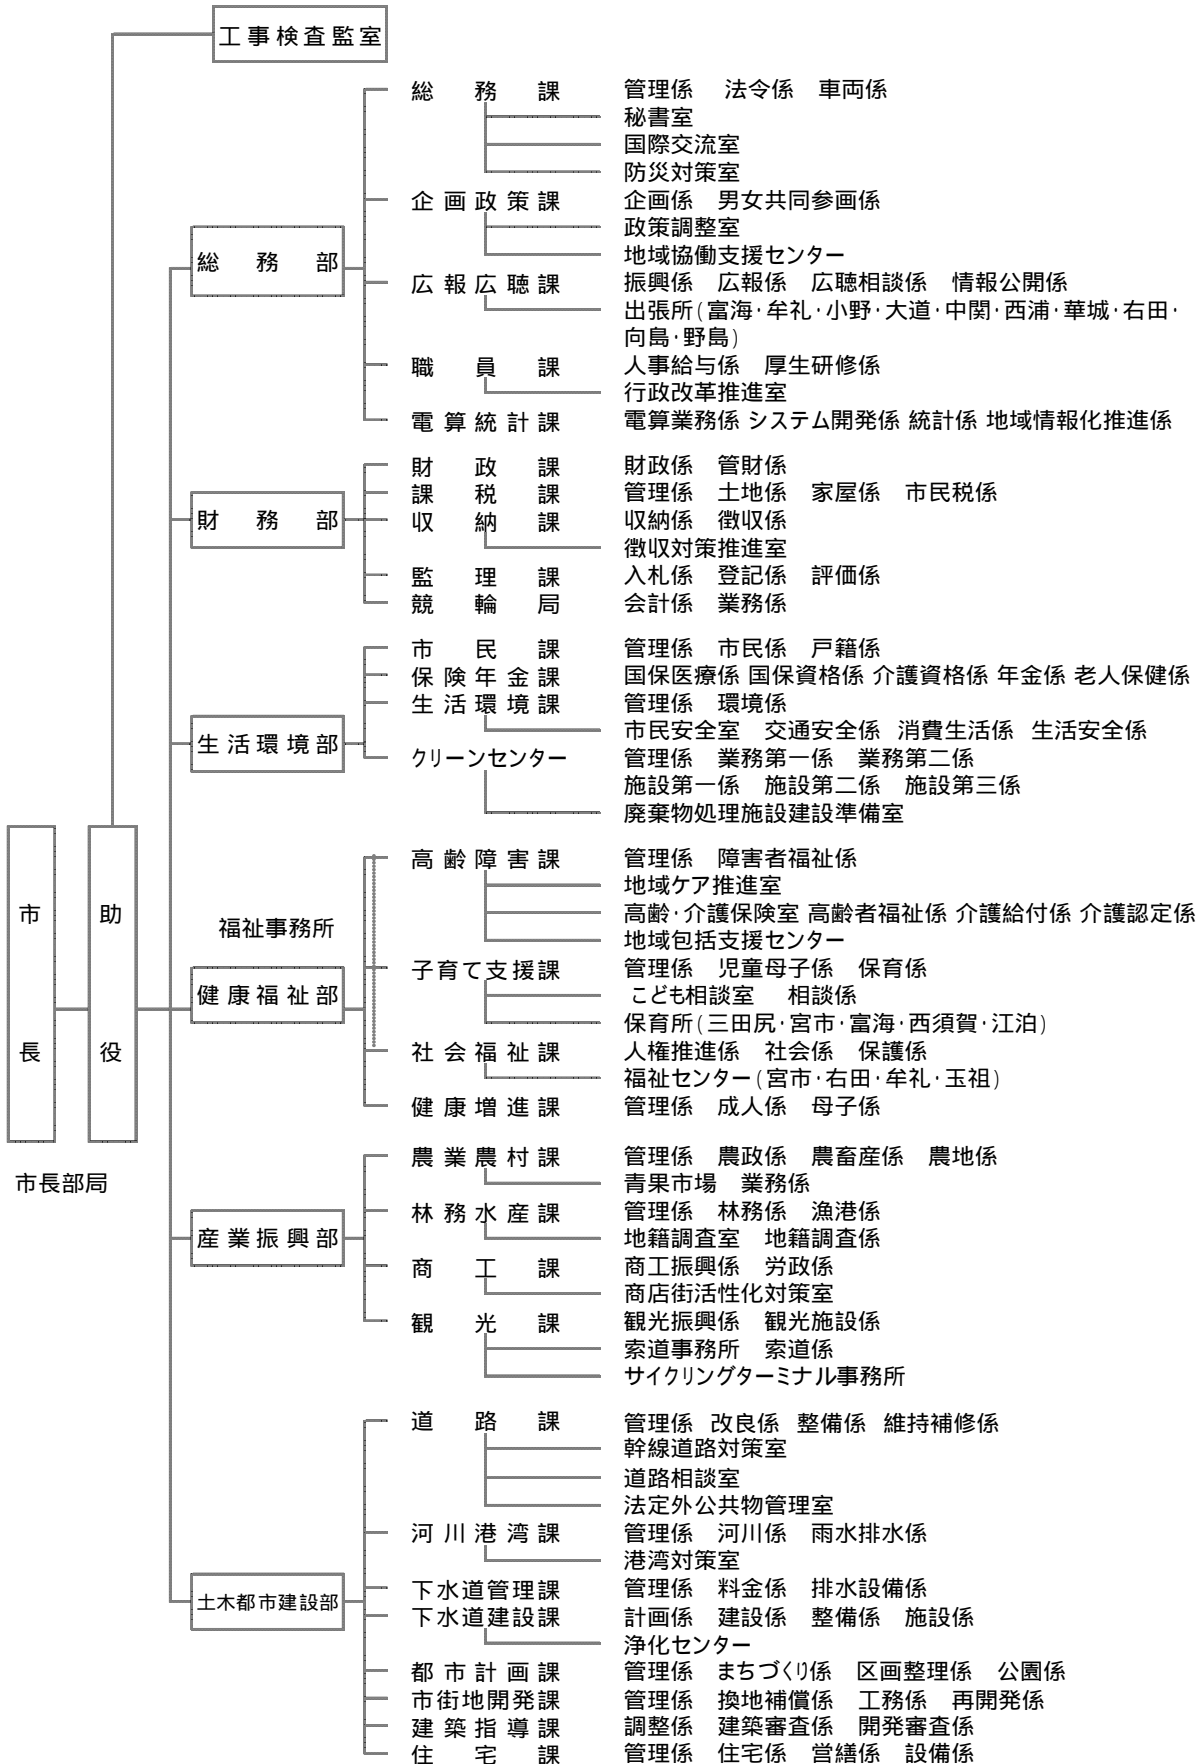 工事検査監室
総務課 管理係 法令係 車両係
秘書室
国際交流室
防災対策室
企画政策課 企画係 男女共同参画係
政策調整室
総務部
地域協働支援センター
広報広聴課 振興係 広報係 広聴相談係 情報公開係
出張所(富海・牟礼・小野・大道・中関・西浦・華城・右田・
向島・野島)
職員課 人事給与係 厚生研修係
行政改革推進室
電算統計課 電算業務係 システム開発係 統計係 地域情報化推進係
財政課 財政係 管財係
課税課 管理係 土地係 家屋係 市民税係
財務部
収納課 収納係 徴収係
徴収対策推進室
監理課 入札係 登記係 評価係
競輪局 会計係 業務係
市民課 管理係 市民係 戸籍係
保険年金課 国保医療係 国保資格係 介護資格係 年金係 老人保健係
生活環境課 管理係 環境係
市民安全室 交通安全係 消費生活係 生活安全係
生活環境部
クリーンセンター 管理係 業務第一係 業務第二係
施設第一係 施設第二係 施設第三係
廃棄物処理施設建設準備室
市長
助役
高齢障害課 管理係 障害者福祉係
地域ケア推進室
高齢・介護保険室 高齢者福祉係 介護給付係 介護認定係
福祉事務所
地域包括支援センター
子育て支援課 管理係 児童母子係 保育係
健康福祉部
こども相談室 相談係
保育所(三田尻・宮市・富海・西須賀・江泊)
社会福祉課 人権推進係 社会係 保護係
福祉センター(宮市・右田・牟礼・玉祖)
健康増進課 管理係 成人係 母子係
市長部局
農業農村課 管理係 農政係 農畜産係 農地係
青果市場 業務係
林務水産課 管理係 林務係 漁港係
産業振興部
地籍調査室 地籍調査係
商工課 商工振興係 労政係
商店街活性化対策室
観光課 観光振興係 観光施設係
索道事務所 索道係
サイクリングターミナル事務所
道路課 管理係 改良係 整備係 維持補修係
幹線道路対策室
道路相談室
法定外公共物管理室
河川港湾課 管理係 河川係 雨水排水係
港湾対策室
下水道管理課 管理係 料金係 排水設備係
土木都市建設部
下水道建設課 計画係 建設係 整備係 施設係
浄化センター
都市計画課 管理係 まちづくり係 区画整理係 公園係
市街地開発課 管理係 換地補償係 工務係 再開発係
建築指導課 調整係 建築審査係 開発審査係
住宅課 管理係 住宅係 営繕係 設備係